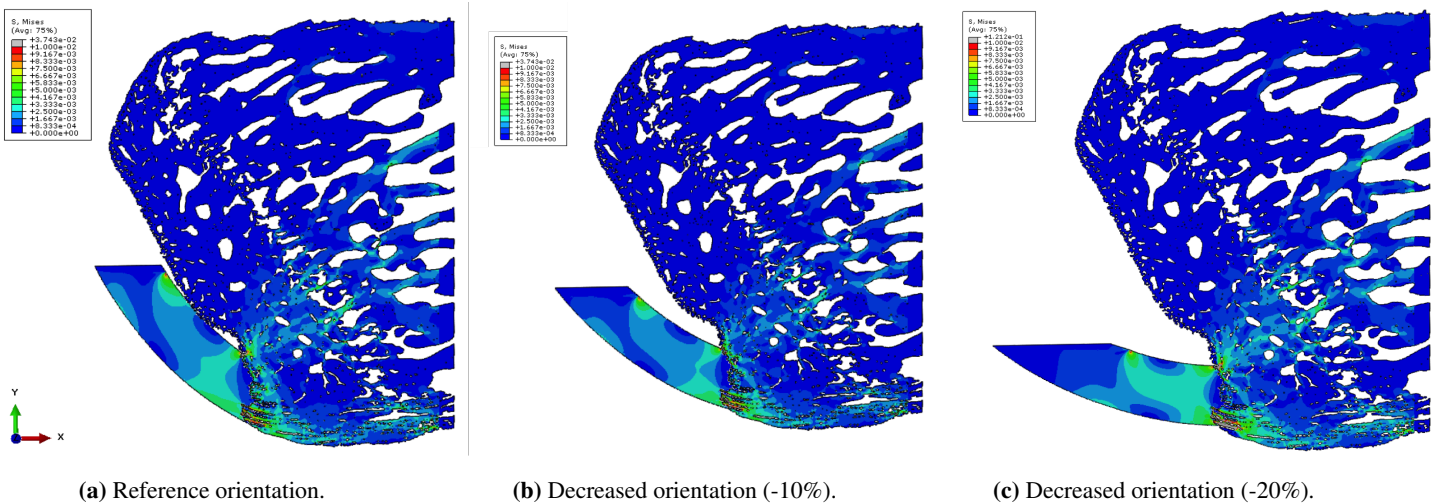 S, Mises
(Avg: 75%)
+3.743e-02
+1.000e-02
+9.167e-03
+8.333e-03
+7.500e-03
+6.667e-03
+5.833e-03
+5.000e-03
+4.167e-03
+3.333e-03
+2.500e-03
+1.667e-03
+8.333e-04
+0.000e+00
S, Mises
(Avg: 75%)
+3.743e-02
+1.000e-02
+9.167e-03
+8.333e-03
+7.500e-03
+6.667e-03
+5.833e-03
+5.000e-03
+4.167e-03
+3.333e-03
+2.500e-03
+1.667e-03
+8.333e-04
+0.000e+00
S, Mises
(Avg: 75%)
+1.212e-01
+1.000e-02
+9.167e-03
+8.333e-03
+7.500e-03
+6.667e-03
+5.833e-03
+5.000e-03
+4.167e-03
+3.333e-03
+2.500e-03
+1.667e-03
+8.333e-04
+0.000e+00
Y
X
(a) Reference orientation.
(b) Decreased orientation (-10%).
(c) Decreased orientation (-20%).